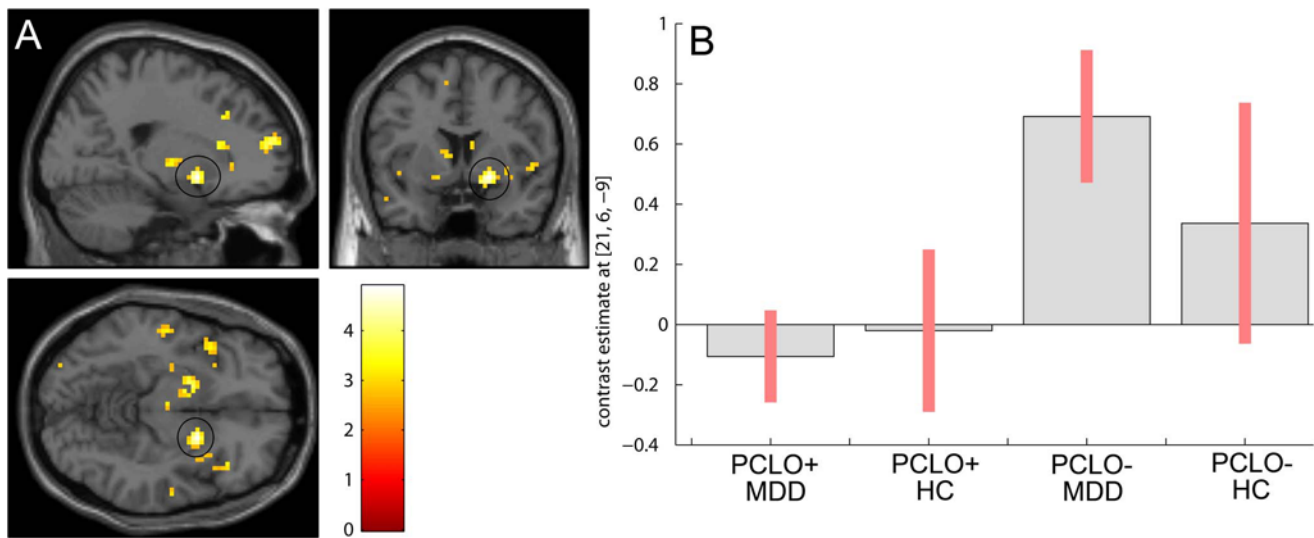 A
4
3
2
1
0
B
contrast estimate at [21, 6, −9]
1
0.8
0.6
0.4
0.2
0
−0.2
−0.4
PCLO+
MDD
PCLO+
HC
PCLO-
MDD
PCLO-
HC